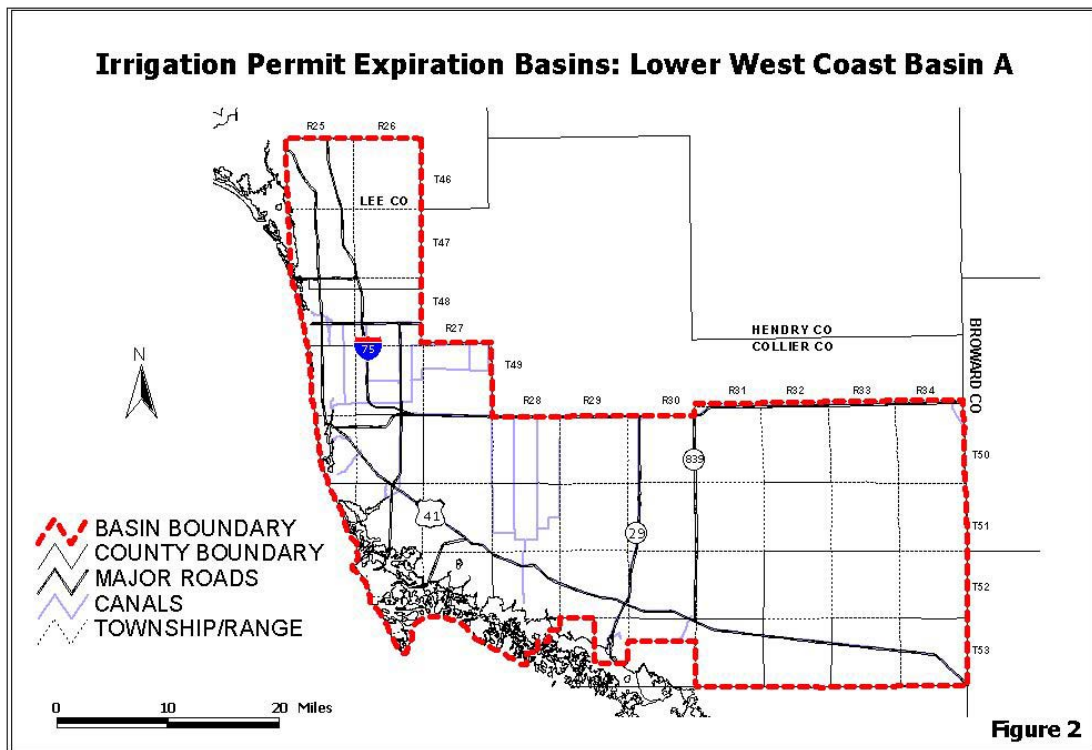 Irrigation Permit Expiration Basins: Lower West Coast Basin A
R25 R26
T46
LEE CO
T47
T48
R27
HENDRY CO
COLLIER CO
BROWARD CO
75
N
T49
R28 R29 R30 R31 R32 R33 R34
839
T50
41
29
T51
T52
T53
BASIN BOUNDARY
COUNTY BOUNDARY
MAJOR ROADS
CANALS
TOWNSHIP/RANGE
0 10 20 Miles
Figure 2